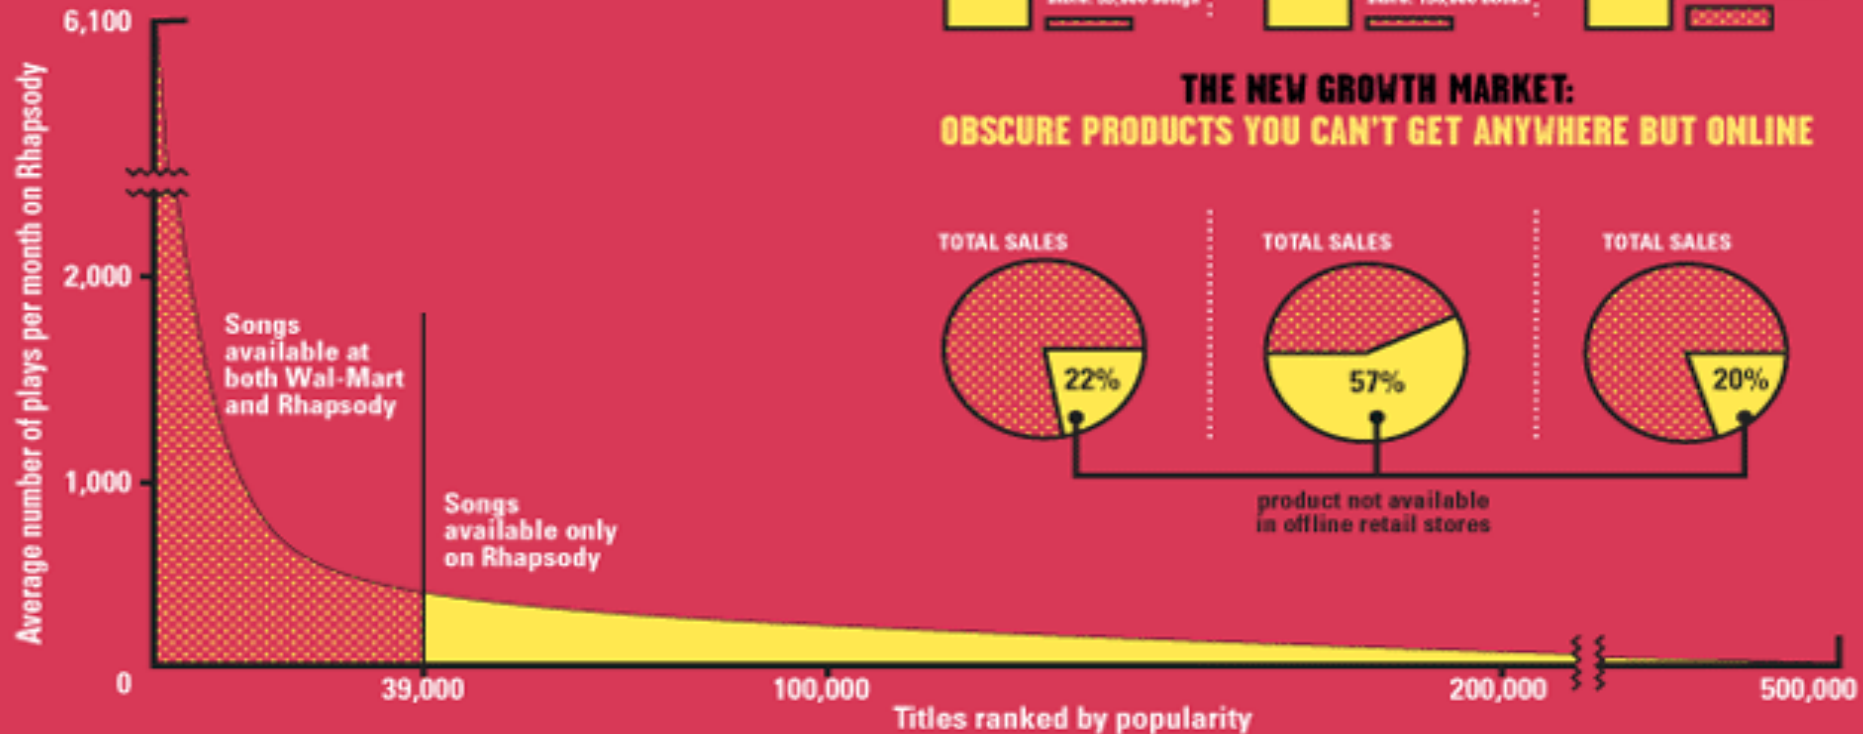 6,100
2,000
1,000
0
Average number of plays per month on Rhapsody
Songs
available at
both Wal-Mart
and Rhapsody
Songs
available only
on Rhapsody
39,000
100,000
200,000
500,000
Titles ranked by popularity
THE NEW GROWTH MARKET:
OBSCURE PRODUCTS YOU CAN'T GET ANYWHERE BUT ONLINE
TOTAL SALES
TOTAL SALES
TOTAL SALES
22%
57%
20%
product not available
in offline retail stores